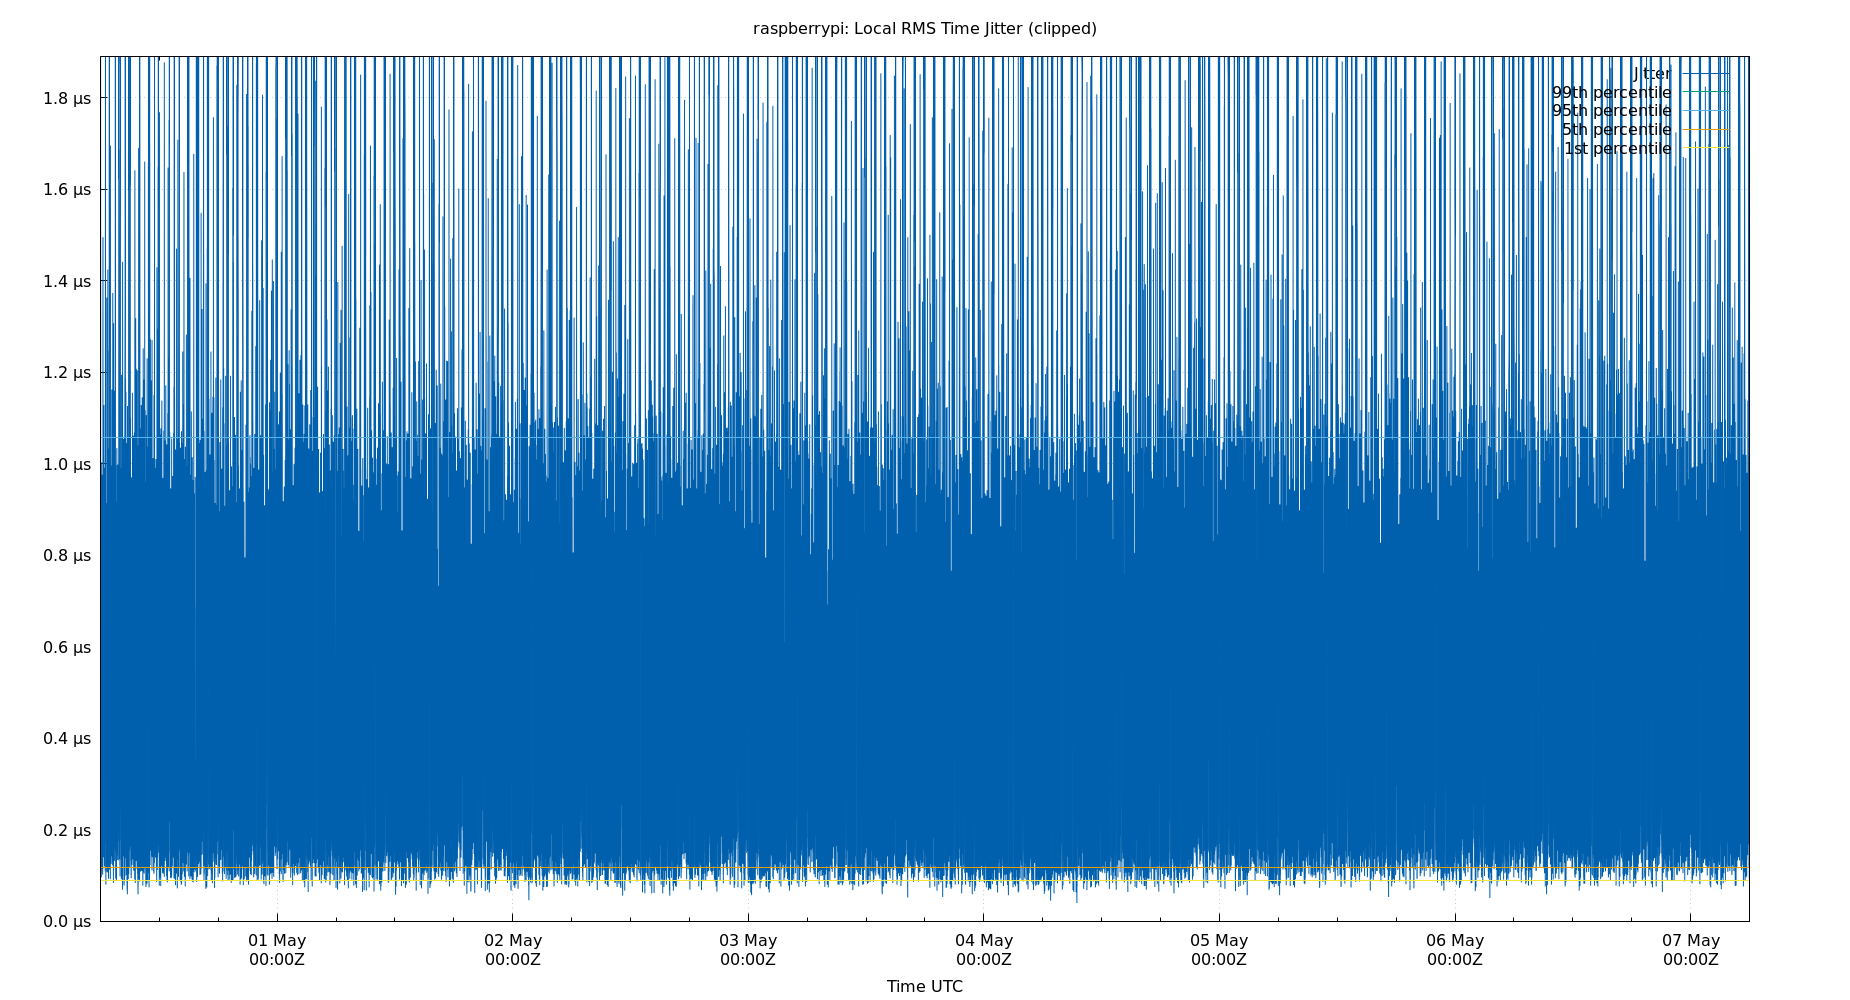 raspberrypi: Local RMS Time Jitter (clipped)
Jitter
99th percentile
95th percentile
5th percentile
1st percentile
1.8 µs
1.6 µs
1.4 µs
1.2 µs
1.0 µs
0.8 µs
0.6 µs
0.4 µs
0.2 µs
0.0 µs
01 May 02 May 03 May 04 May 05 May 06 May 07 May
00:00Z 00:00Z 00:00Z 00:00Z 00:00Z 00:00Z 00:00Z
Time UTC